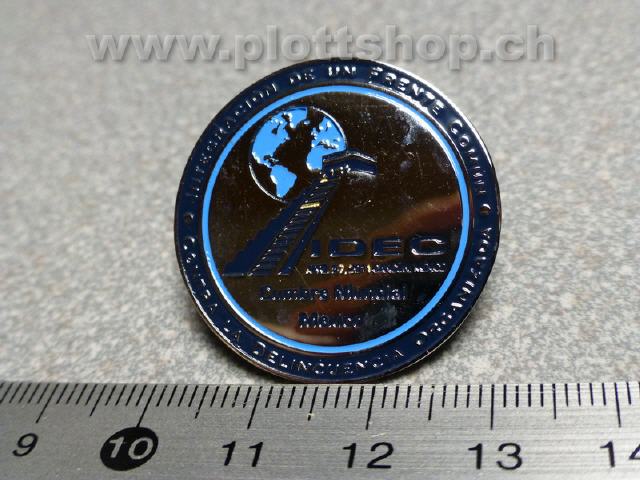 www.plottshop.ch
INTEGRACION DE UN FRENTE COMUN
CONTRA LA DELINCUENCIA ORGANIZADA
IDEC
Cumbre Mundial
México
9 10 11 12 13 14